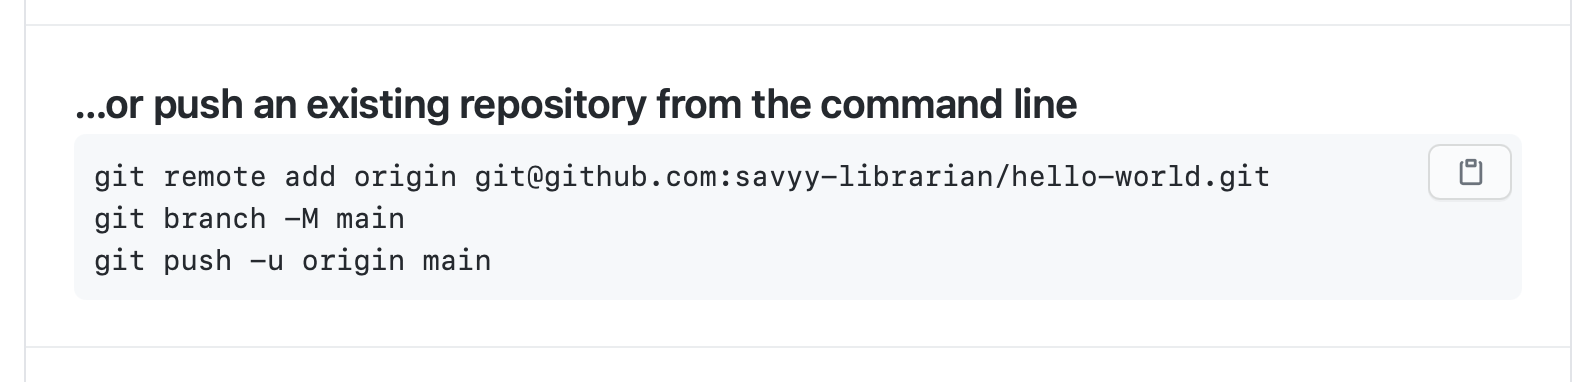 ...or push an existing repository from the command line
git remote add origin git@github.com:savyy-librarian/hello-world.git
git branch -M main
git push -u origin main